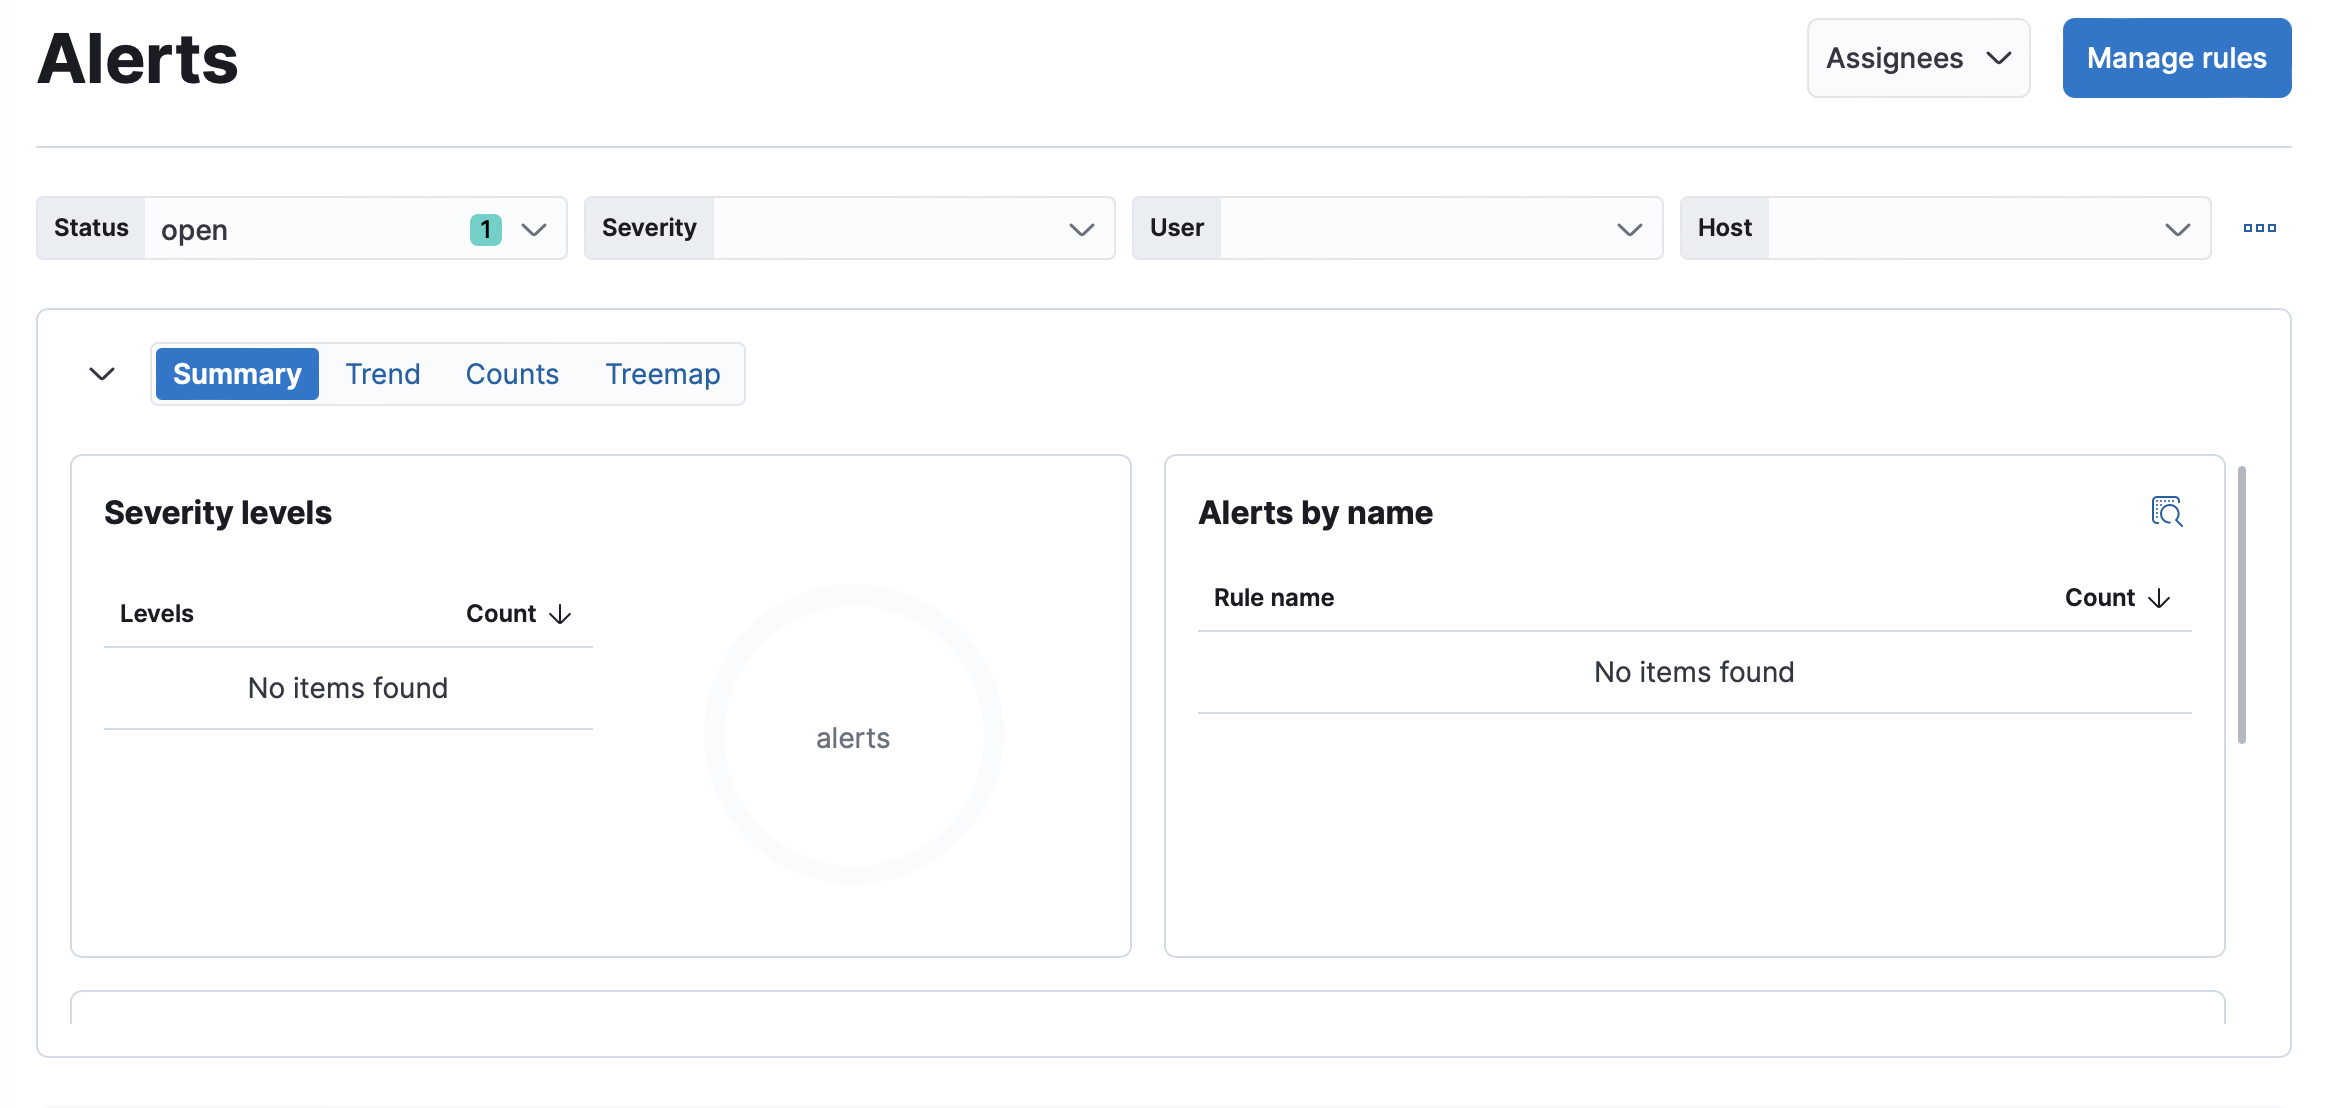 Alerts
Assignees
Manage rules
Status open 1
Severity
User
Host
Summary Trend Counts Treemap
Severity levels
Levels Count
No items found
alerts
Alerts by name
Rule name Count
No items found